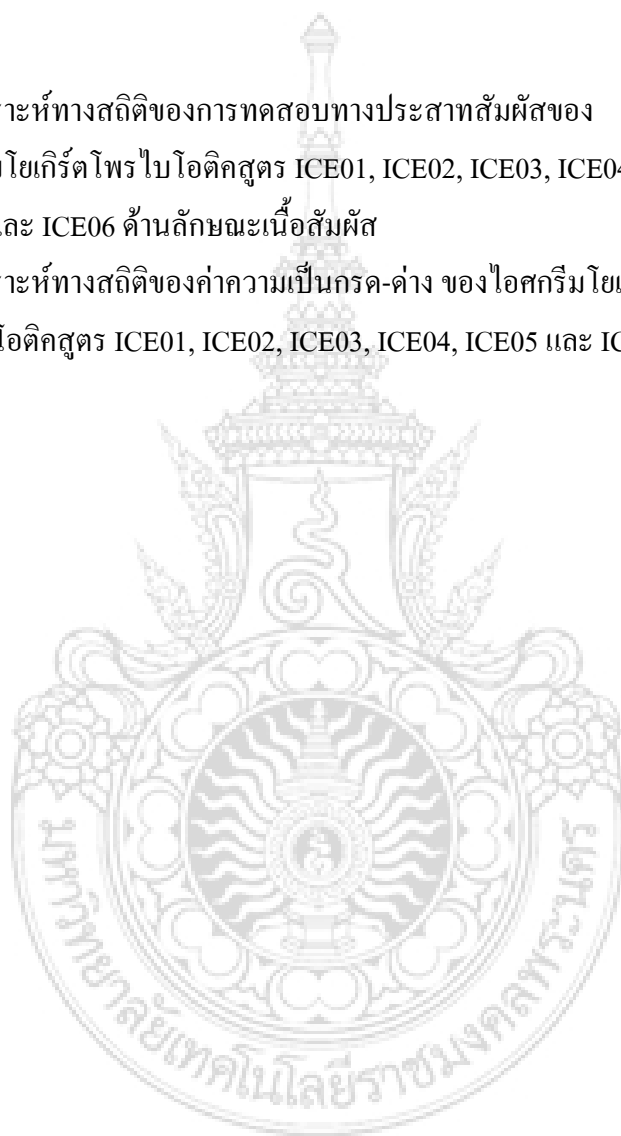 ราะห์ทางสถิติของการทดสอบทางประสาทสัมผัสของ
โยเกิร์ตโพรไบโอติคสูตร ICE01, ICE02, ICE03, ICE04
ละ ICE06 ด้านลักษณะเนื้อสัมผัส
ราะห์ทางสถิติของค่าความเป็นกรด-ด่าง ของไอศกรีมโยเ
โอติคสูตร ICE01, ICE02, ICE03, ICE04, ICE05 และ IC
มหาวิทยาลัยเทคโนโลยีราชมงคลพระนคร